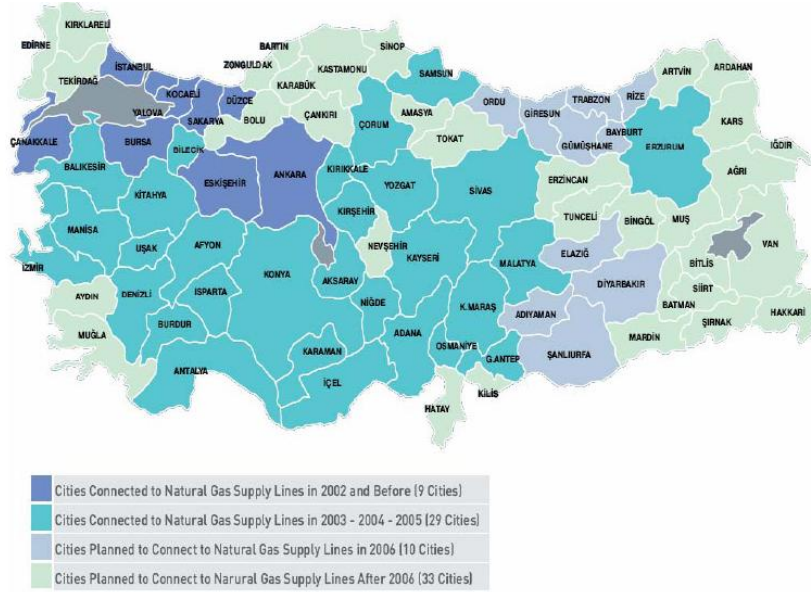 KIRKLARELİ
EDİRNE
TEKİRDAĞ
İSTANBUL
KOCAELİ
YALOVA
SAKARYA
DÜZCE
ZONGULDAK
BARTIN
KARABÜK
KASTAMONU
SİNOP
SAMSUN
BOLU
ÇANKIRI
ÇORUM
AMASYA
TOKAT
ORDU
GİRESUN
TRABZON
RİZE
ARTVİN
ARDAHAN
KARS
BAYBURT
GÜMÜŞHANE
ERZURUM
IĞDIR
AĞRI
ÇANAKKALE
BURSA
BİLECİK
BALIKESİR
KİTAHYA
ESKİŞEHİR
ANKARA
KIRIKKALE
YOZGAT
SİVAS
ERZİNCAN
TUNCELİ
BİNGÖL
MUŞ
VAN
BİTLİS
MANİSA
UŞAK
AFYON
KONYA
KIRŞEHİR
NEVŞEHİR
KAYSERİ
AKSARAY
MALATYA
ELAZIĞ
DİYARBAKIR
SİİRT
BATMAN
HAKKARİ
ŞIRNAK
MARDİN
İZMİR
AYDIN
DENİZLİ
ISPARTA
BURDUR
MUĞLA
ANTALYA
NİĞDE
KARAMAN
İÇEL
ADANA
K.MARAŞ
OSMANİYE
G.ANTEP
ADIYAMAN
ŞANLIURFA
HATAY
KİLİS
Cities Connected to Natural Gas Supply Lines in 2002 and Before (9 Cities)
Cities Connected to Natural Gas Supply Lines in 2003 - 2004 - 2005 (29 Cities)
Cities Planned to Connect to Natural Gas Supply Lines in 2006 (10 Cities)
Cities Planned to Connect to Narural Gas Supply Lines After 2006 (33 Cities)